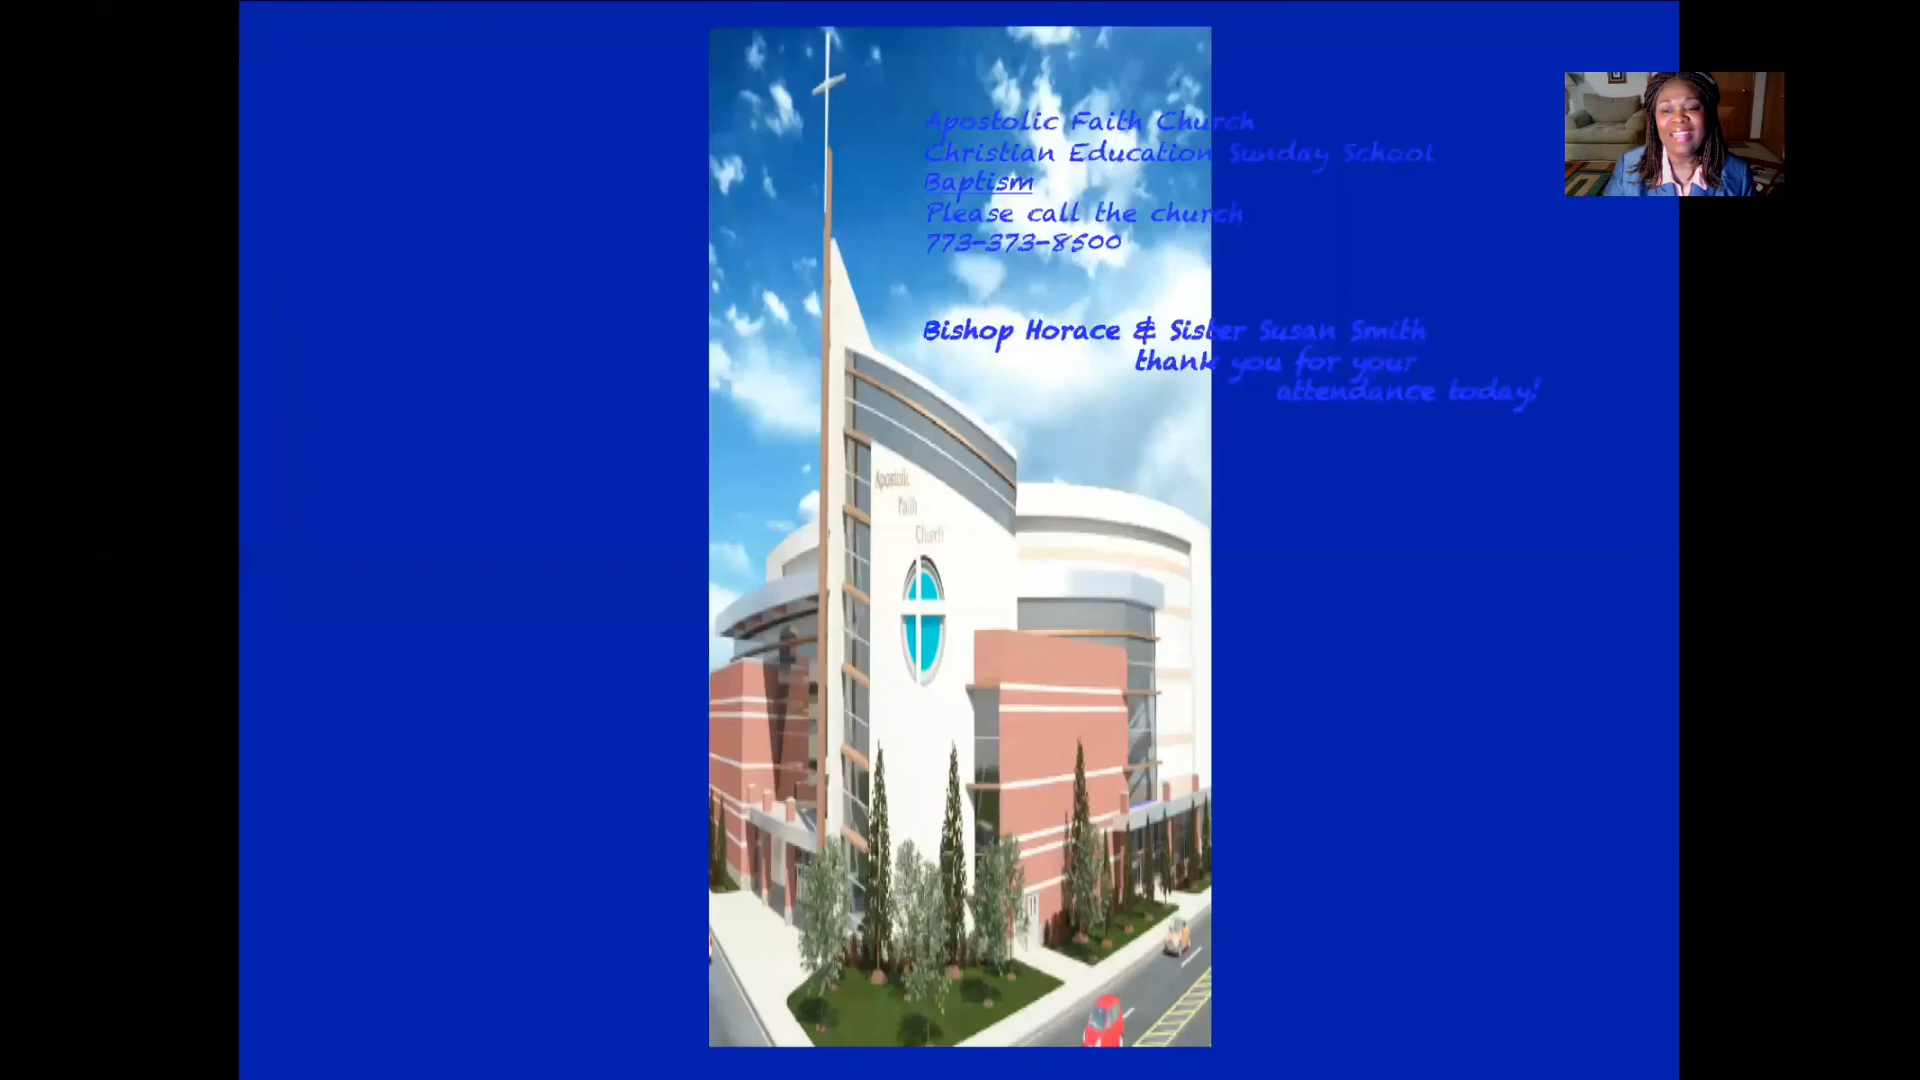 Apostolic Faith Church
Christian Education Sunday School
Baptism
Please call the church
773-373-8500
Bishop Horace & Sister Susan Smith
thank you for your
attendance today!
Apostolic
Faith
Church